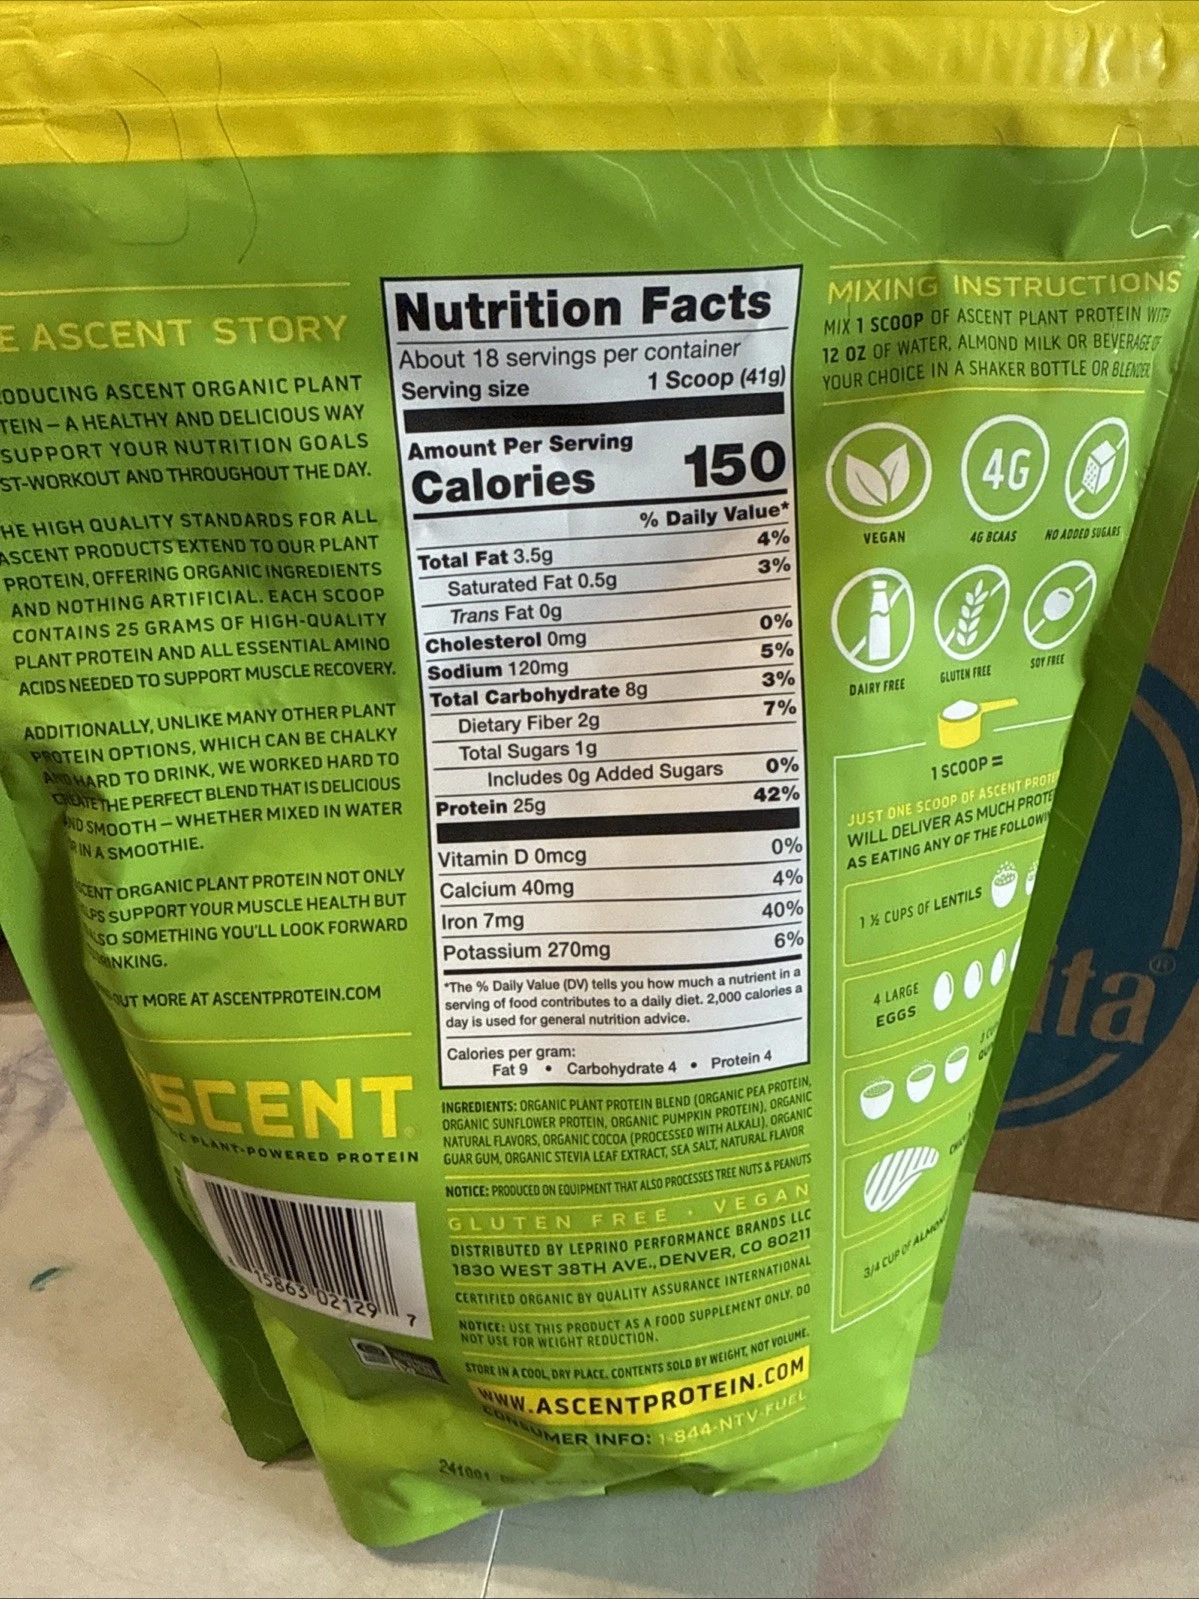 E ASCENT STORY
ODUCING ASCENT ORGANIC PLANT
TEIN – A HEALTHY AND DELICIOUS WAY
SUPPORT YOUR NUTRITION GOALS
ST-WORKOUT AND THROUGHOUT THE DAY.
HE HIGH QUALITY STANDARDS FOR ALL
ASCENT PRODUCTS EXTEND TO OUR PLANT
PROTEIN, OFFERING ORGANIC INGREDIENTS
AND NOTHING ARTIFICIAL. EACH SCOOP
CONTAINS 25 GRAMS OF HIGH-QUALITY
PLANT PROTEIN AND ALL ESSENTIAL AMINO
ACIDS NEEDED TO SUPPORT MUSCLE RECOVERY.
ADDITIONALLY, UNLIKE MANY OTHER PLANT
PROTEIN OPTIONS, WHICH CAN BE CHALKY
AND HARD TO DRINK, WE WORKED HARD TO
CREATE THE PERFECT BLEND THAT IS DELICIOUS
AND SMOOTH – WHETHER MIXED IN WATER
OR IN A SMOOTHIE.
CENT ORGANIC PLANT PROTEIN NOT ONLY
PS SUPPORT YOUR MUSCLE HEALTH BUT
SO SOMETHING YOU'LL LOOK FORWARD
INKING.
OUT MORE AT ASCENTPROTEIN.COM
SCENT
PLANT-POWERED PROTEIN
15863 02129 7
Nutrition Facts
About 18 servings per container
Serving size 1 Scoop (41g)
Amount Per Serving
Calories 150
% Daily Value*
Total Fat 3.5g 4%
Saturated Fat 0.5g 3%
Trans Fat 0g
Cholesterol 0mg 0%
Sodium 120mg 5%
Total Carbohydrate 8g 3%
Dietary Fiber 2g 7%
Total Sugars 1g
Includes 0g Added Sugars 0%
Protein 25g 42%
Vitamin D 0mcg 0%
Calcium 40mg 4%
Iron 7mg 40%
Potassium 270mg 6%
*The % Daily Value (DV) tells you how much a nutrient in a
serving of food contributes to a daily diet. 2,000 calories a
day is used for general nutrition advice.
Calories per gram:
Fat 9 • Carbohydrate 4 • Protein 4
INGREDIENTS: ORGANIC PLANT PROTEIN BLEND (ORGANIC PEA PROTEIN,
ORGANIC SUNFLOWER PROTEIN, ORGANIC PUMPKIN PROTEIN), ORGANIC
NATURAL FLAVORS, ORGANIC COCOA (PROCESSED WITH ALKALI), ORGANIC
GUAR GUM, ORGANIC STEVIA LEAF EXTRACT, SEA SALT, NATURAL FLAVOR
NOTICE: PRODUCED ON EQUIPMENT THAT ALSO PROCESSES TREE NUTS & PEANUTS
GLUTEN FREE • VEGAN
DISTRIBUTED BY LEPRINO PERFORMANCE BRANDS LLC
1830 WEST 38TH AVE., DENVER, CO 80211
CERTIFIED ORGANIC BY QUALITY ASSURANCE INTERNATIONAL
NOTICE: USE THIS PRODUCT AS A FOOD SUPPLEMENT ONLY. DO
NOT USE FOR WEIGHT REDUCTION.
STORE IN A COOL, DRY PLACE. CONTENTS SOLD BY WEIGHT, NOT VOLUME.
WWW.ASCENTPROTEIN.COM
CONSUMER INFO: 1-844-NTV-FUEL
241001
MIXING INSTRUCTIONS
MIX 1 SCOOP OF ASCENT PLANT PROTEIN WITH
12 OZ OF WATER, ALMOND MILK OR BEVERAGE OF
YOUR CHOICE IN A SHAKER BOTTLE OR BLENDER
4G
VEGAN
4G BCAAS
NO ADDED SUGARS
DAIRY FREE
GLUTEN FREE
SOY FREE
1 SCOOP =
JUST ONE SCOOP OF ASCENT PROTE
WILL DELIVER AS MUCH PROTE
AS EATING ANY OF THE FOLLOWI
1 ½ CUPS OF LENTILS
4 LARGE
EGGS
3/4 CUP OF ALMON
ita®